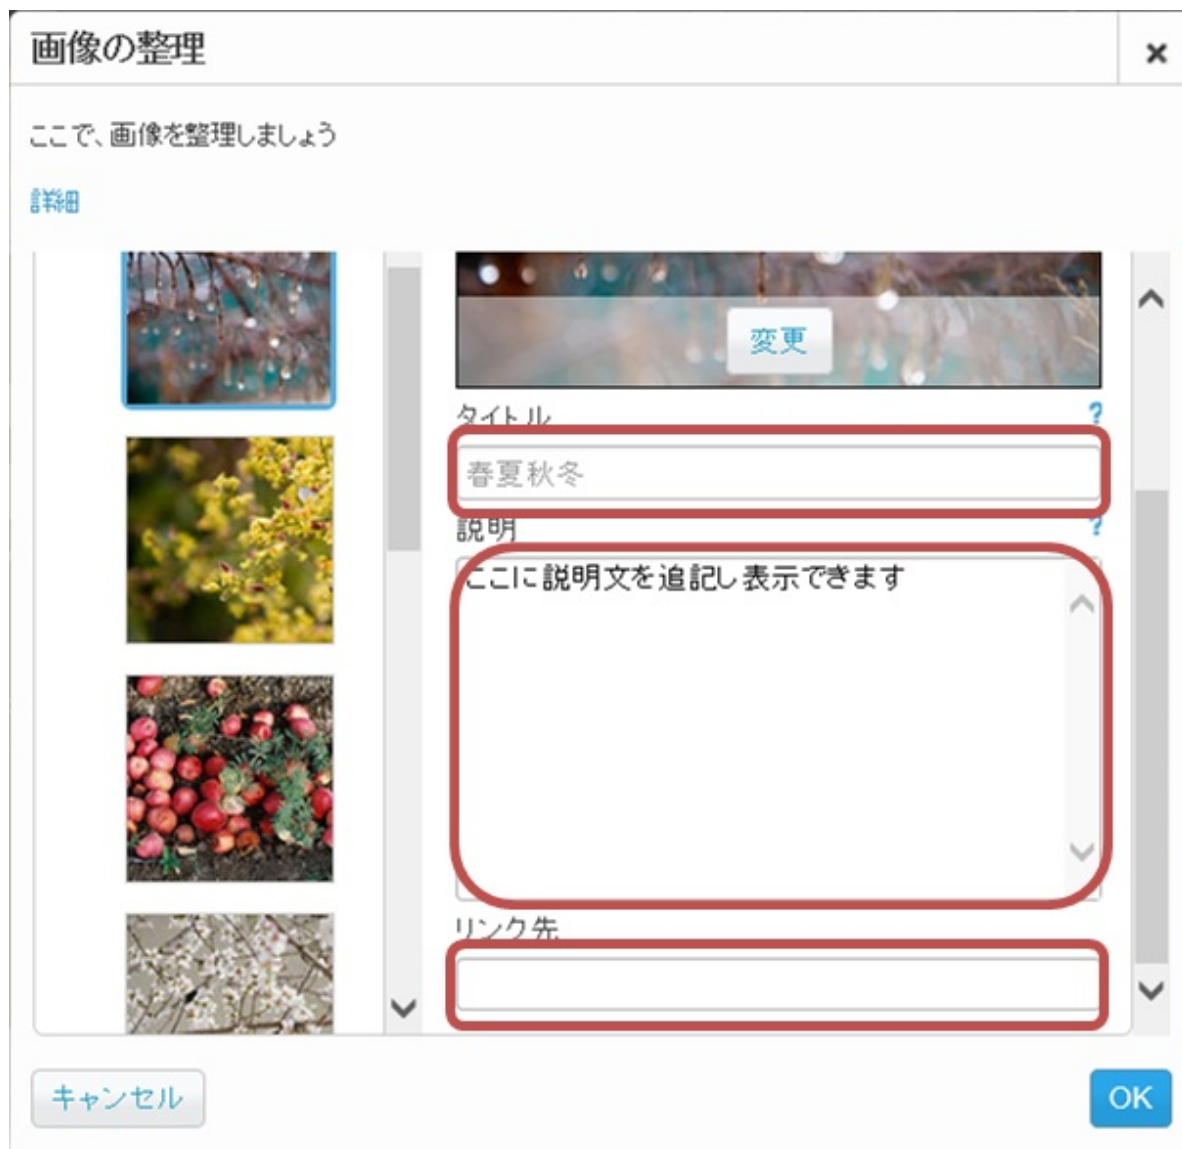 画像の整理
ここで、画像を整理しましょう
詳細
変更
タイトル
?
春夏秋冬
説明
?
ここに説明文を追記し表示できます
リンク先
キャンセル
OK